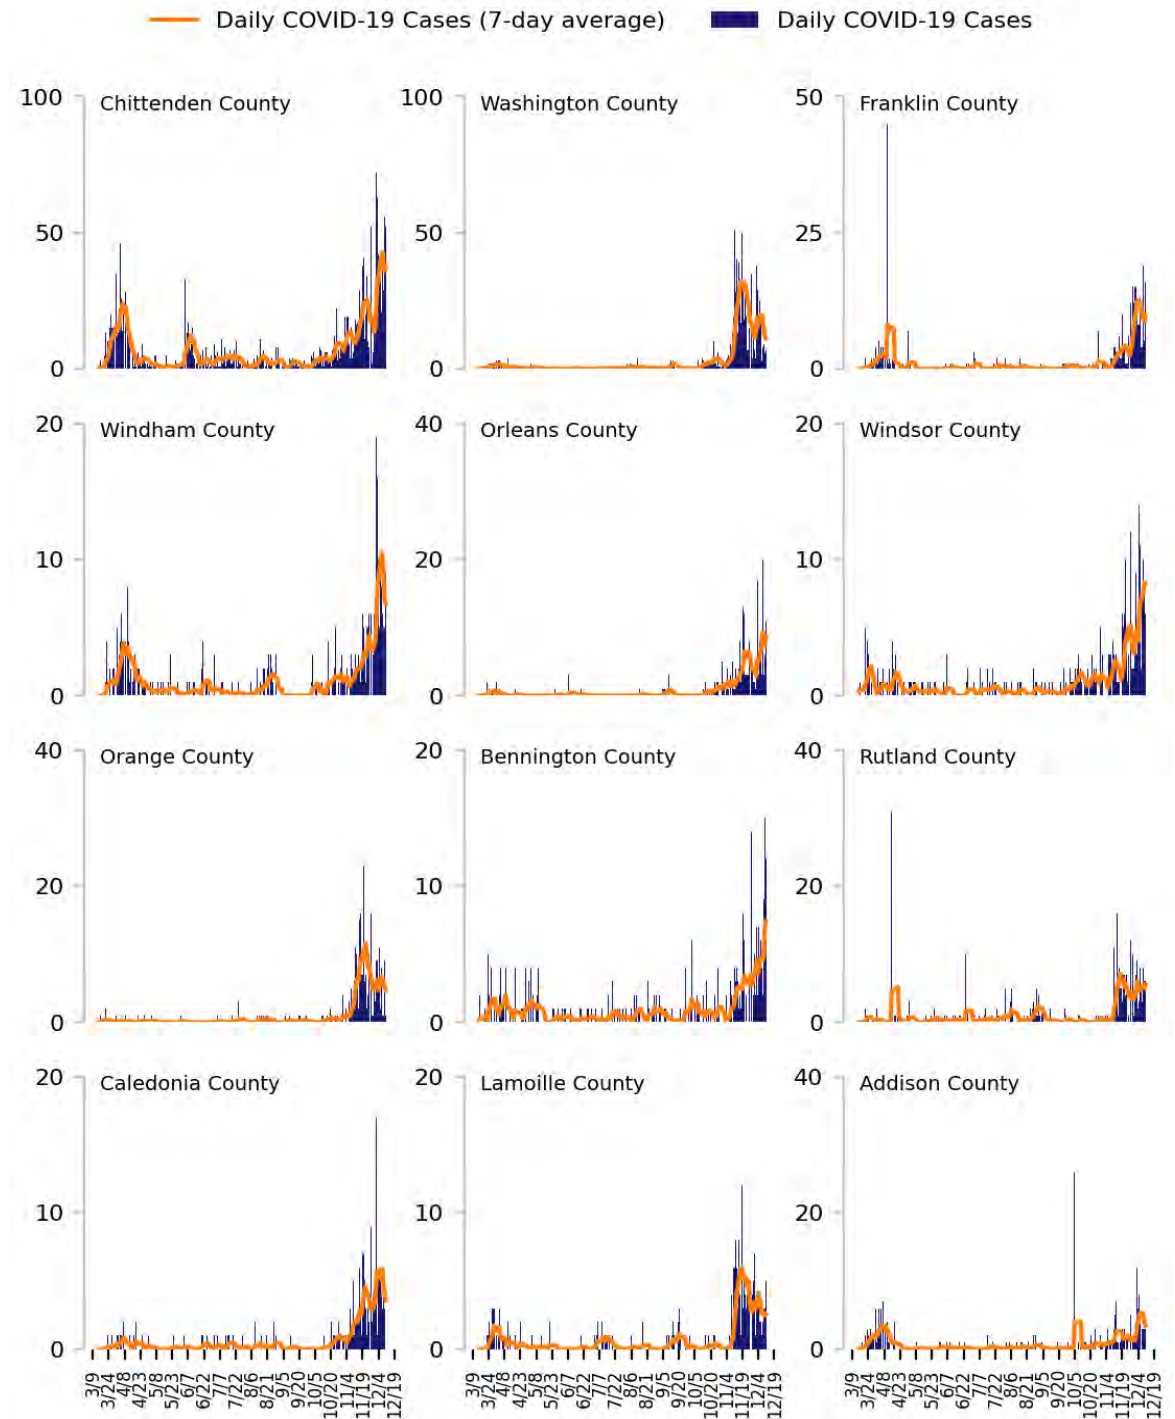 Daily COVID-19 Cases (7-day average) Daily COVID-19 Cases
100 Chittenden County 100 Washington County 50 Franklin County
50 50 25
0 0 0
20 Windham County 40 Orleans County 20 Windsor County
10 20 10
0 0 0
40 Orange County 20 Bennington County 40 Rutland County
20 10 20
0 0 0
20 Caledonia County 20 Lamoille County 40 Addison County
10 10 20
0 0 0
3/9 3/24 4/8 4/23 5/8 5/23 6/7 6/22 7/7 7/22 8/6 8/21 9/5 9/20 10/5 10/20 11/4 11/19 12/4 12/19 3/9 3/24 4/8 4/23 5/8 5/23 6/7 6/22 7/7 7/22 8/6 8/21 9/5 9/20 10/5 10/20 11/4 11/19 12/4 12/19 3/9 3/24 4/8 4/23 5/8 5/23 6/7 6/22 7/7 7/22 8/6 8/21 9/5 9/20 10/5 10/20 11/4 11/19 12/4 12/19